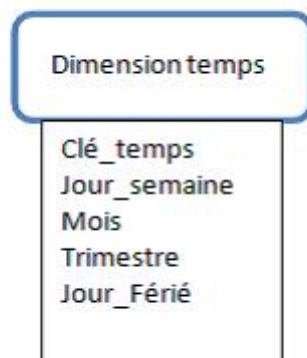 Dimension temps
Clé_temps
Jour_semaine
Mois
Trimestre
Jour_Férié